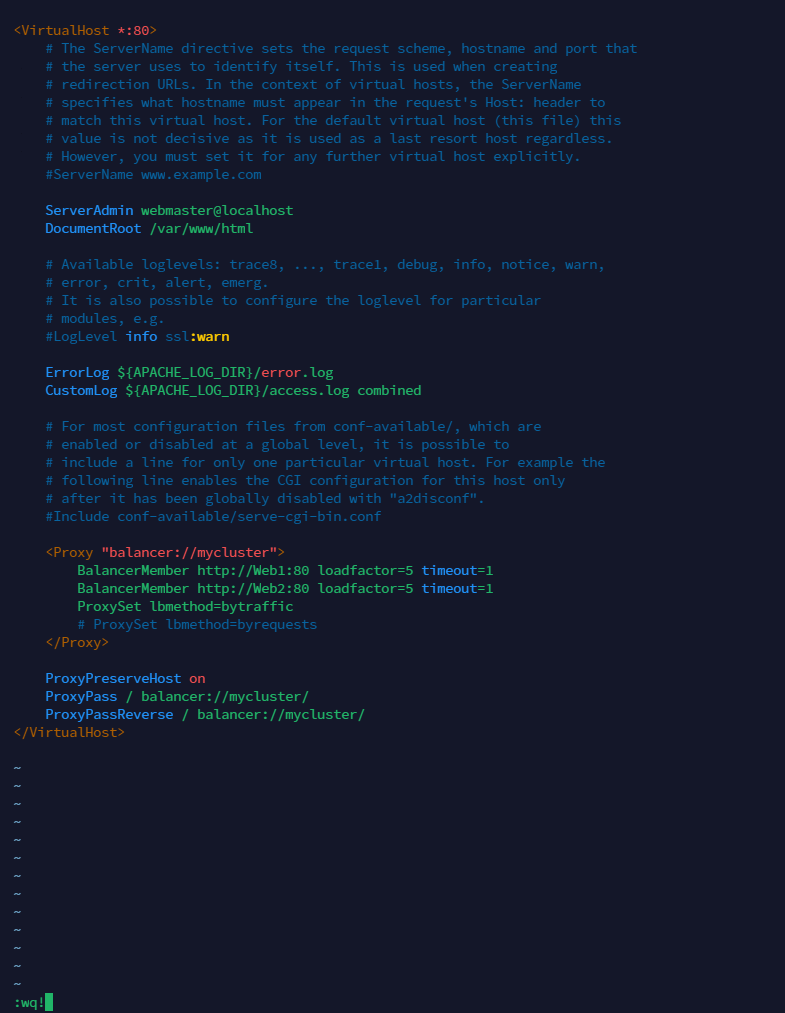 <VirtualHost *:80>
    # The ServerName directive sets the request scheme, hostname and port that
    # the server uses to identify itself. This is used when creating
    # redirection URLs. In the context of virtual hosts, the ServerName
    # specifies what hostname must appear in the request's Host: header to
    # match this virtual host. For the default virtual host (this file) this
    # value is not decisive as it is used as a last resort host regardless.
    # However, you must set it for any further virtual host explicitly.
    #ServerName www.example.com

    ServerAdmin webmaster@localhost
    DocumentRoot /var/www/html

    # Available loglevels: trace8, ..., trace1, debug, info, notice, warn,
    # error, crit, alert, emerg.
    # It is also possible to configure the loglevel for particular
    # modules, e.g.
    #LogLevel info ssl:warn

    ErrorLog ${APACHE_LOG_DIR}/error.log
    CustomLog ${APACHE_LOG_DIR}/access.log combined

    # For most configuration files from conf-available/, which are
    # enabled or disabled at a global level, it is possible to
    # include a line for only one particular virtual host. For example the
    # following line enables the CGI configuration for this host only
    # after it has been globally disabled with "a2disconf".
    #Include conf-available/serve-cgi-bin.conf

    <Proxy "balancer://mycluster">
        BalancerMember http://Web1:80 loadfactor=5 timeout=1
        BalancerMember http://Web2:80 loadfactor=5 timeout=1
        ProxySet lbmethod=bytraffic
        # ProxySet lbmethod=byrequests
    </Proxy>

    ProxyPreserveHost on
    ProxyPass / balancer://mycluster/
    ProxyPassReverse / balancer://mycluster/
</VirtualHost>

~
~
~
~
~
~
~
~
~
~
~
~
~
:wq!